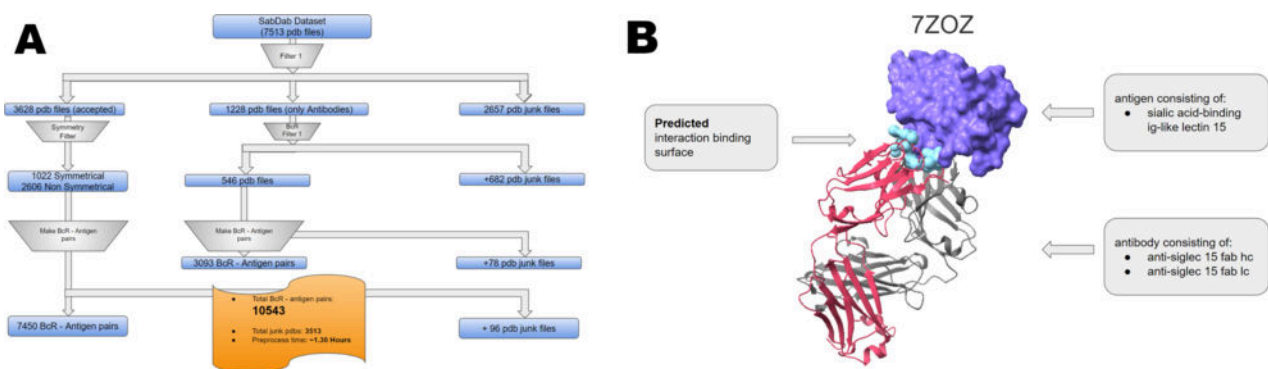 A
SabDab Dataset
(7513 pdb files)
Filter 1
3628 pdb files (accepted)
1228 pdb files (only Antibodies)
2657 pdb junk files
Symmetry
Filter
BcR
Filter 1
1022 Symmetrical
2606 Non Symmetrical
546 pdb files
+682 pdb junk files
Make BcR - Antigen
pairs
Make BcR - Antigen
pairs
3093 BcR - Antigen pairs
+78 pdb junk files
Total BcR - antigen pairs:
10543
Total junk pdbs: 3513
Preprocess time: ~1.30 Hours
7450 BcR - Antigen pairs
+ 96 pdb junk files
B
7ZOZ
Predicted
interaction binding
surface
antigen consisting of:
● sialic acid-binding
ig-like lectin 15
antibody consisting of:
● anti-siglec 15 fab hc
● anti-siglec 15 fab lc